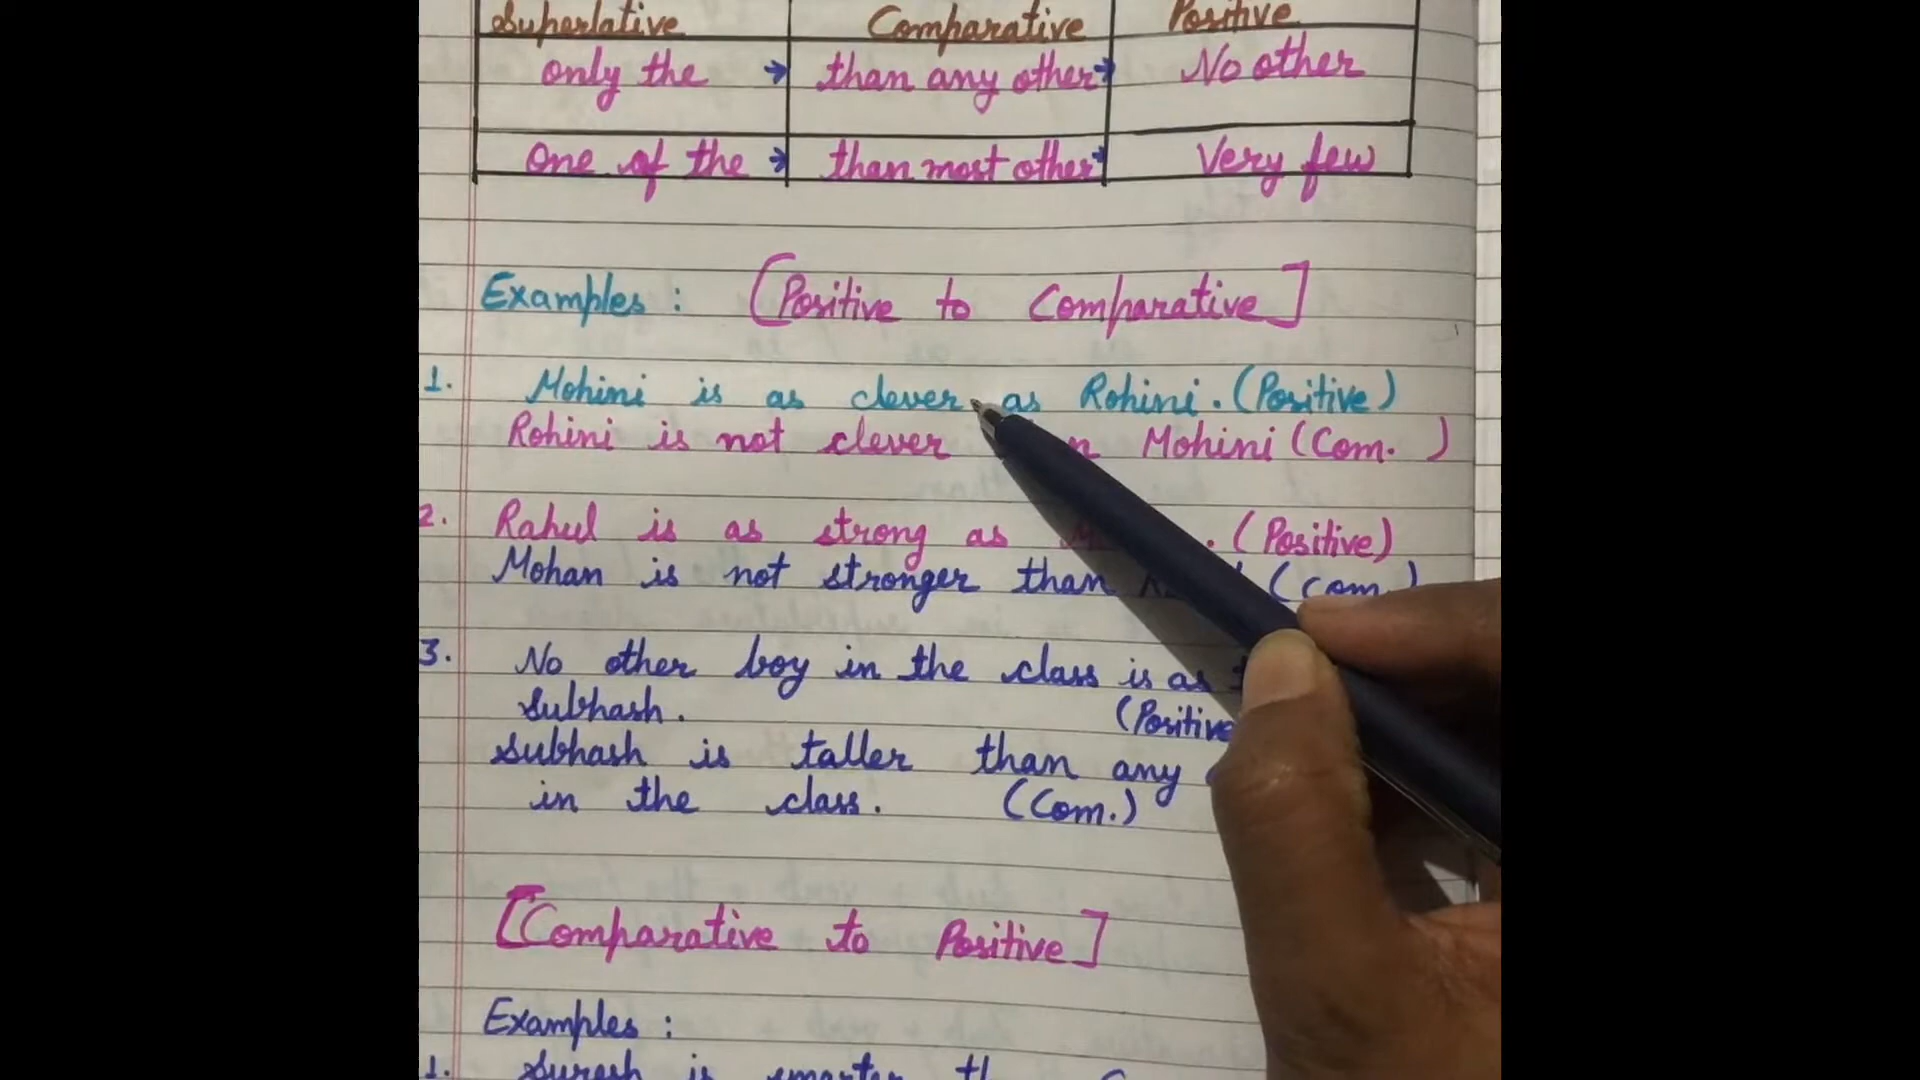 Superlative Comparative Positive
only the → than any other → No other
One of the → than most other → Very few
Examples : [Positive to Comparative]
1. Mohini is as clever as Rohini. (Positive)
Rohini is not clever Mohini (Com. )
2. Rahul is as strong as . (Positive)
Mohan is not stronger than (Com.)
3. No other boy in the class is as
Subhash. (Positive
Subhash is taller than any
in the class. (Com.)
[Comparative to Positive]
Examples :
1. Suresh is smarter